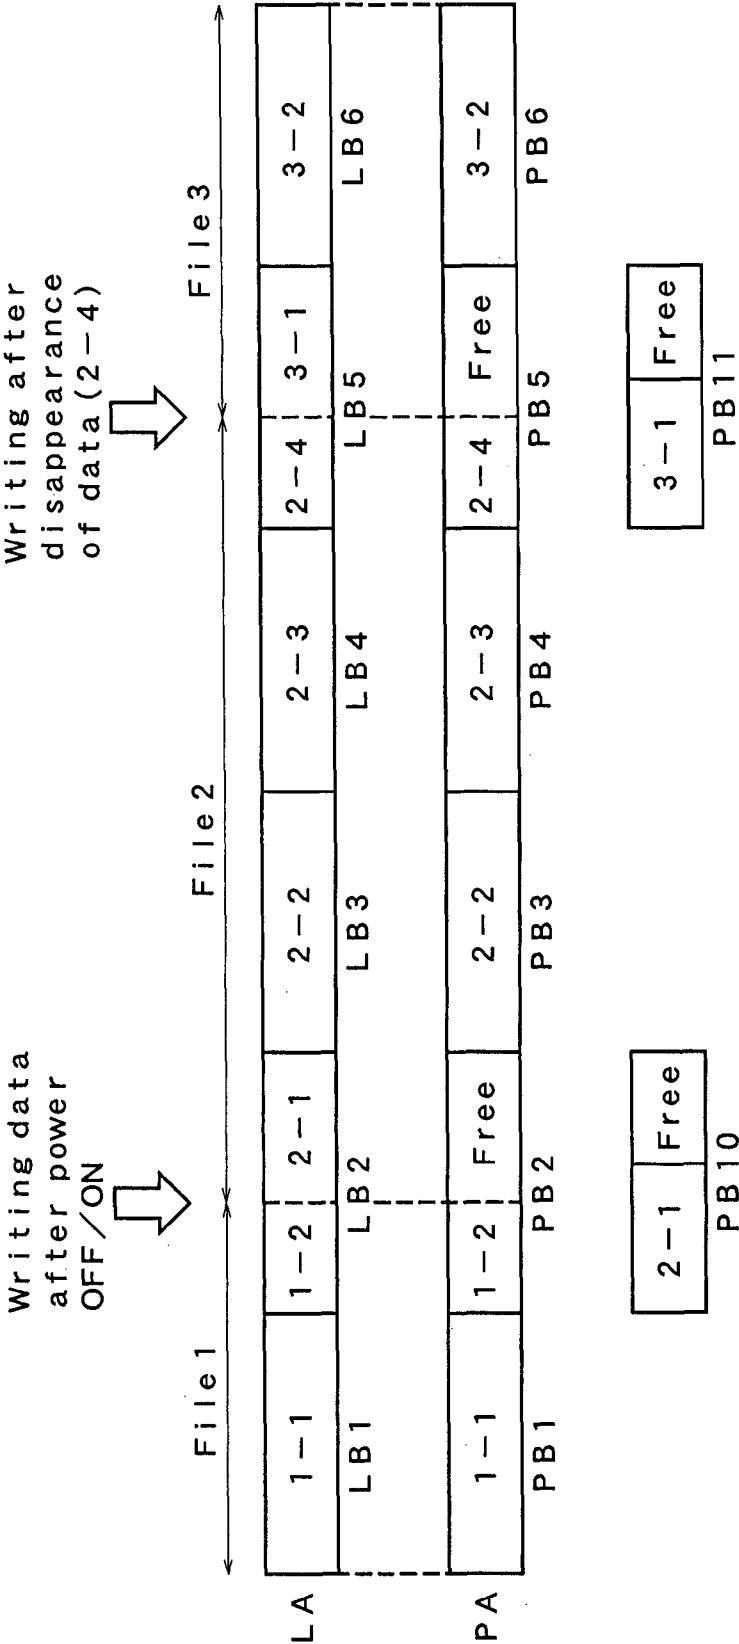 Writing data
after power
OFF/ON
Writing after
disappearance
of data(2-4)
File1
File2
File3
LA
1-1
1-2
2-1
2-2
2-3
2-4
3-1
3-2
LB1
LB2
LB3
LB4
LB5
LB6
PA
1-1
1-2
Free
2-2
2-3
2-4
Free
3-2
PB1
PB2
PB3
PB4
PB5
PB6
2-1
Free
3-1
Free
PB10
PB11